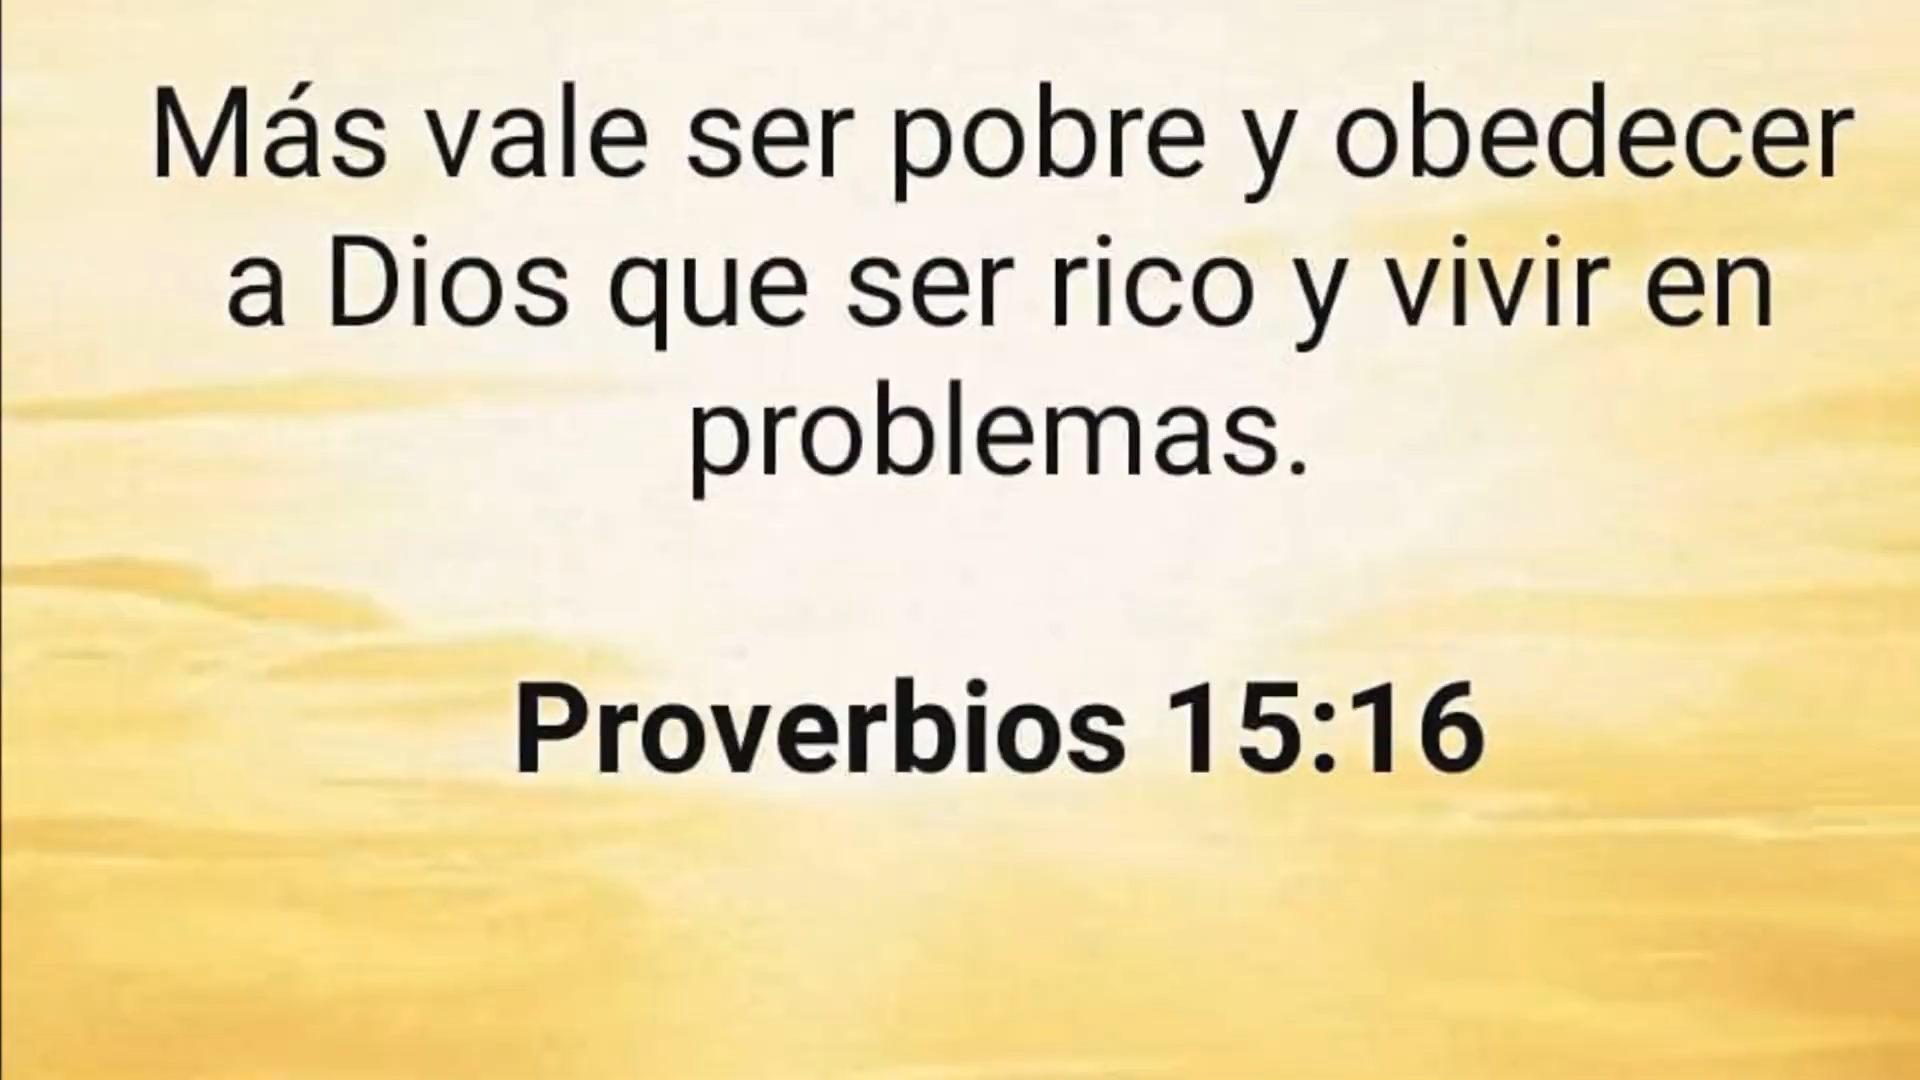 Más vale ser pobre y obedecer
a Dios que ser rico y vivir en
problemas.
Proverbios 15:16